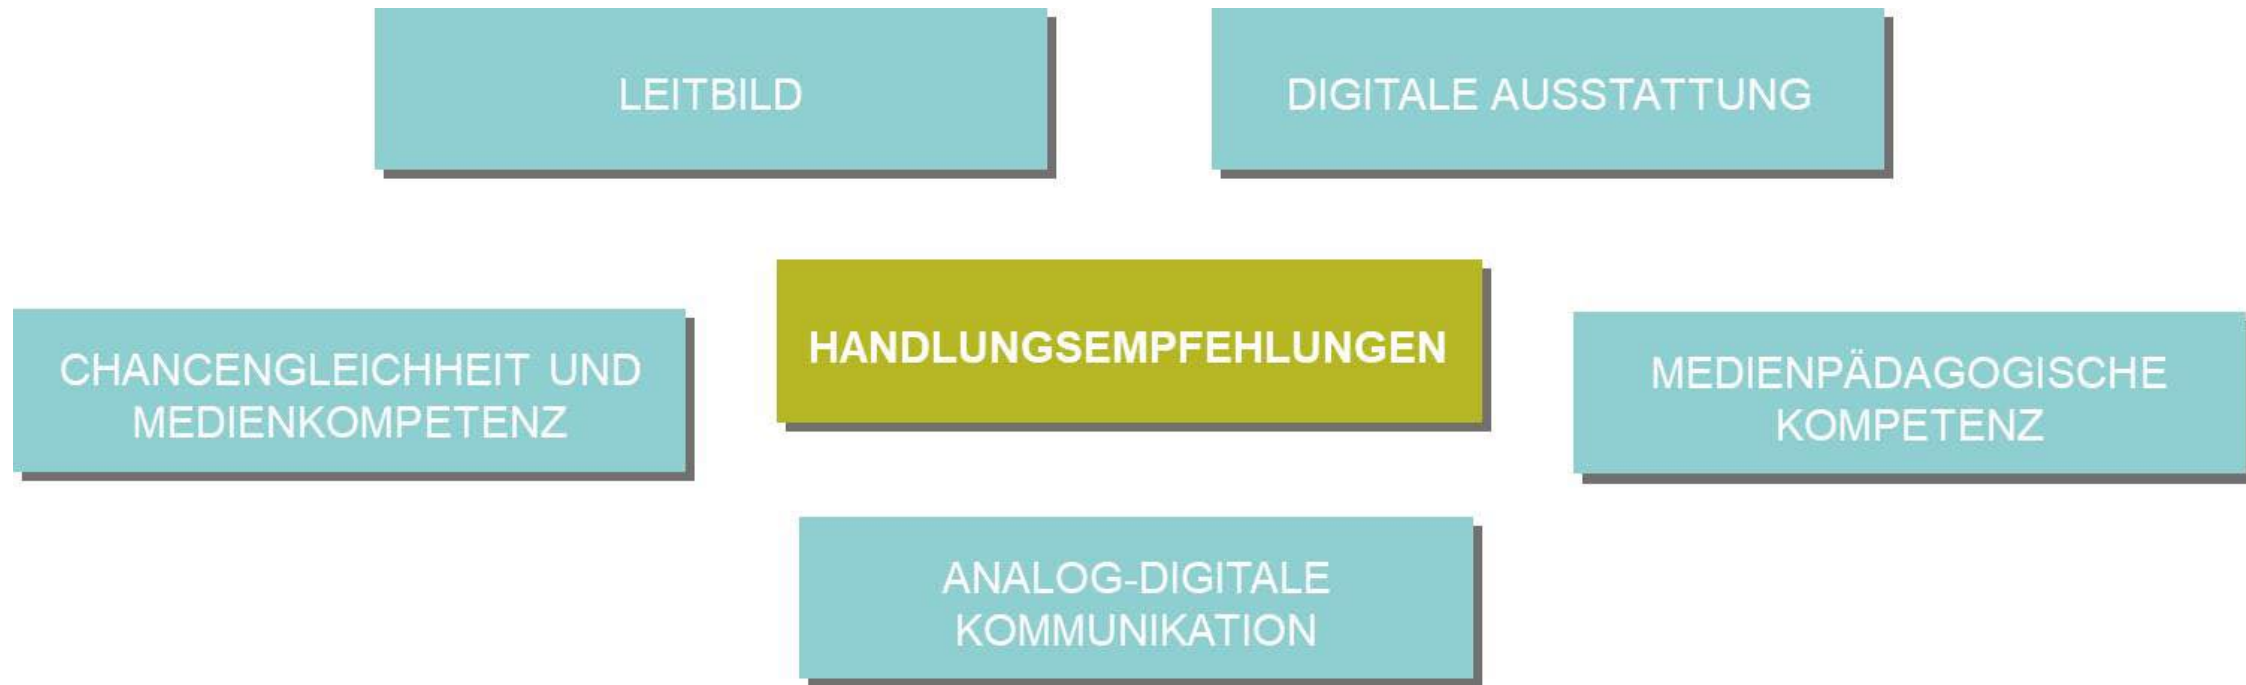 LEITBILD
DIGITALE AUSSTATTUNG
HANDLUNGSEMPFEHLUNGEN
CHANCENGLEICHHEIT UND
MEDIENKOMPETENZ
MEDIENPÄDAGOGISCHE
KOMPETENZ
ANALOG-DIGITALE
KOMMUNIKATION